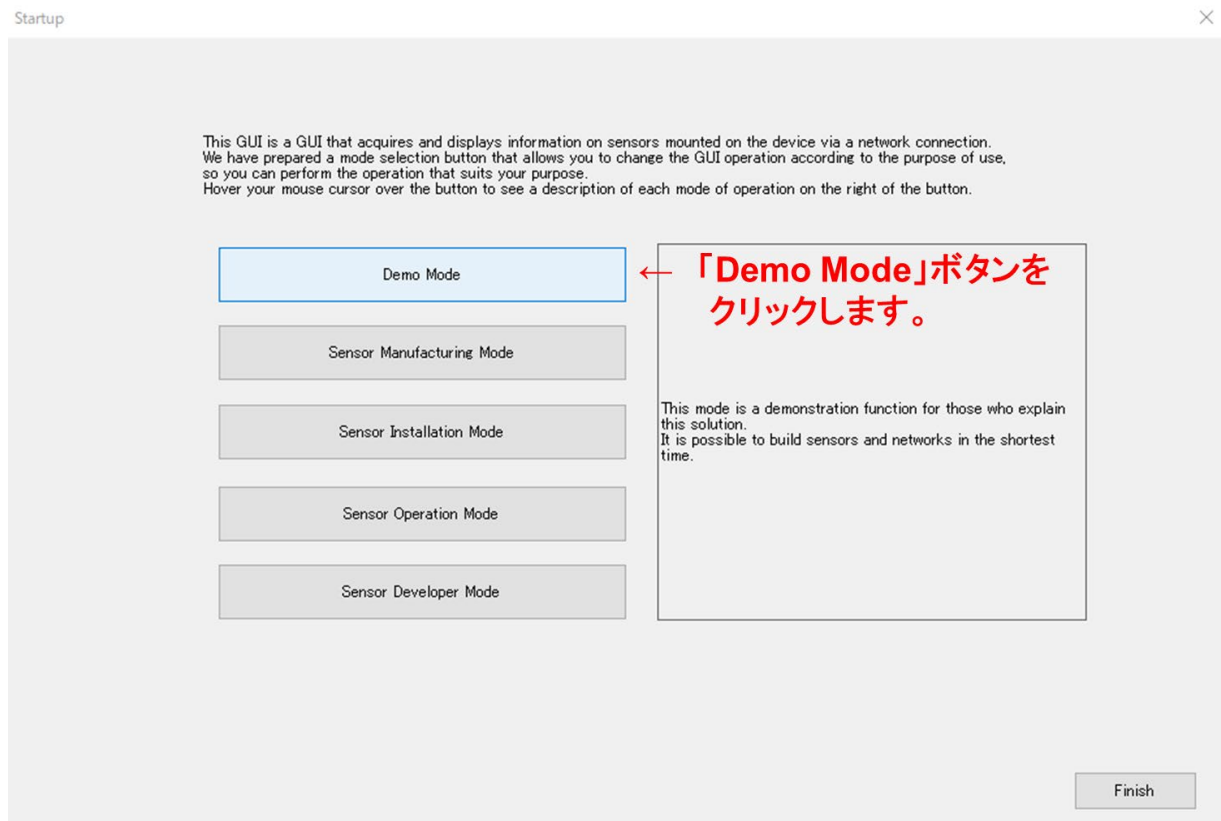 Startup
This GUI is a GUI that acquires and displays information on sensors mounted on the device via a network connection.
We have prepared a mode selection button that allows you to change the GUI operation according to the purpose of use,
so you can perform the operation that suits your purpose.
Hover your mouse cursor over the button to see a description of each mode of operation on the right of the button.
Demo Mode
← 「Demo Mode」ボタンを
クリックします。
Sensor Manufacturing Mode
Sensor Installation Mode
Sensor Operation Mode
Sensor Developer Mode
This mode is a demonstration function for those who explain
this solution.
It is possible to build sensors and networks in the shortest
time.
Finish